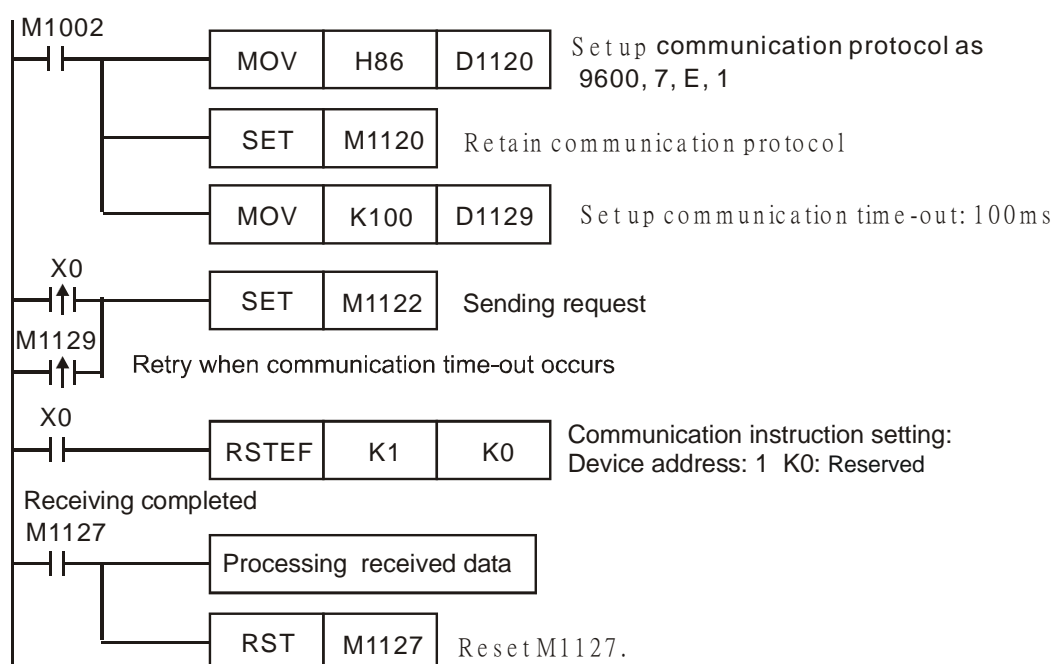 M1002
MOV H86 D1120 Setup communication protocol as
9600, 7, E, 1
SET M1120 Retain communication protocol
MOV K100 D1129 Setup communication time-out: 100ms
X0
SET M1122 Sending request
M1129
Retry when communication time-out occurs
X0
RSTEF K1 K0 Communication instruction setting:
Device address: 1 K0: Reserved
Receiving completed
M1127
Processing received data
RST M1127 Reset M1127.